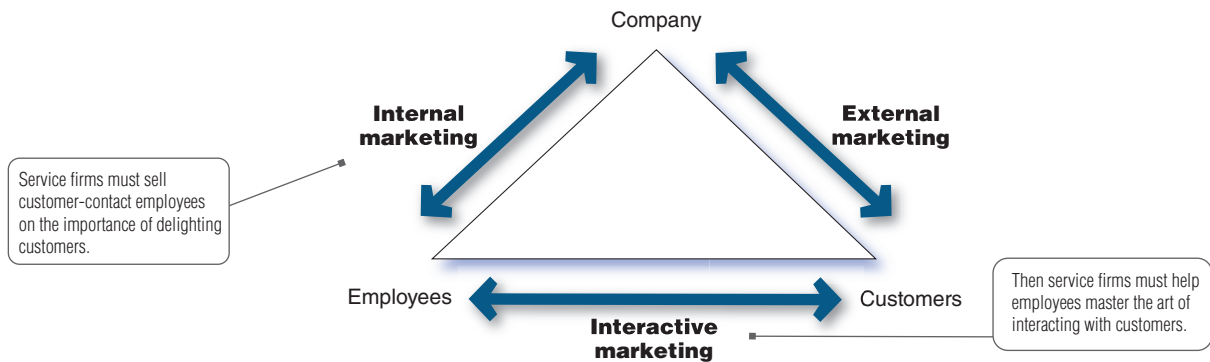 Company
Internal
marketing
External
marketing
Service firms must sell
customer-contact employees
on the importance of delighting
customers.
Employees
Customers
Interactive
marketing
Then service firms must help
employees master the art of
interacting with customers.